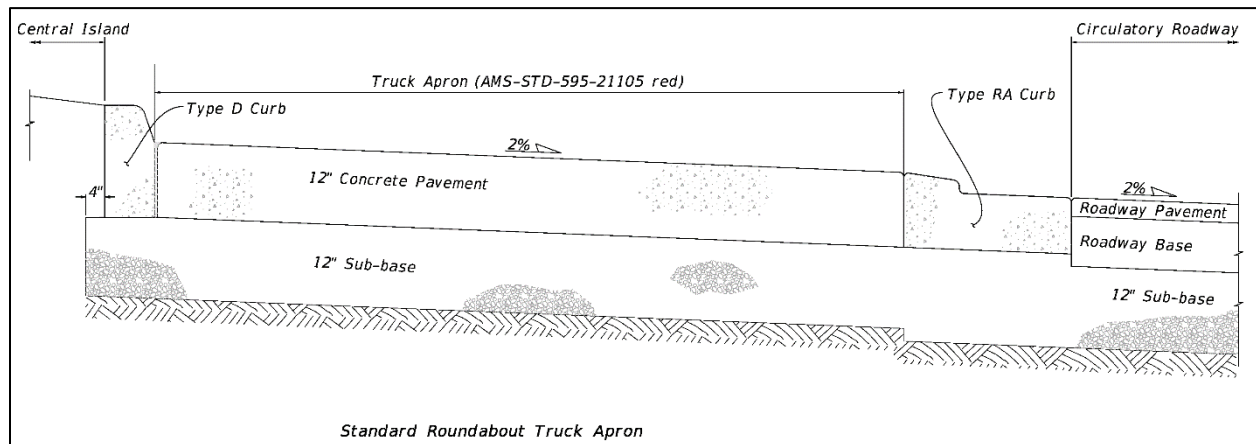 Central Island
Circulatory Roadway
Truck Apron (AMS-STD-595-21105 red)
Type D Curb
Type RA Curb
2%
12" Concrete Pavement
4"
2%
Roadway Pavement
Roadway Base
12" Sub-base
12" Sub-base
Standard Roundabout Truck Apron